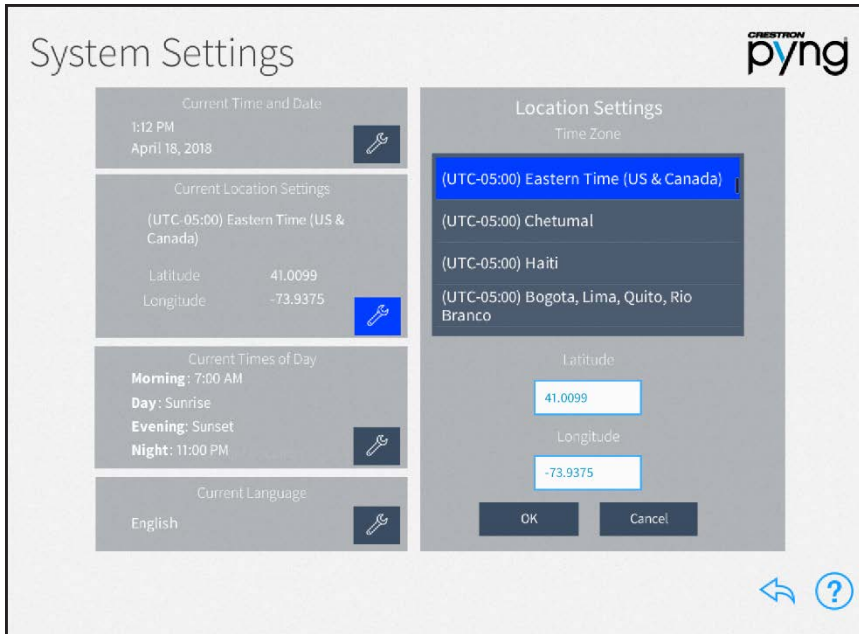 System Settings
CRESTRON
pyng
Current Time and Date
1:12 PM
April 18, 2018
Current Location Settings
(UTC-05:00) Eastern Time (US &
Canada)
Latitude 41.0099
Longitude -73.9375
Current Times of Day
Morning: 7:00 AM
Day: Sunrise
Evening: Sunset
Night: 11:00 PM
Current Language
English
Location Settings
Time Zone
(UTC-05:00) Eastern Time (US & Canada)
(UTC-05:00) Chetumal
(UTC-05:00) Haiti
(UTC-05:00) Bogota, Lima, Quito, Rio
Branco
Latitude
41.0099
Longitude
-73.9375
OK Cancel
?